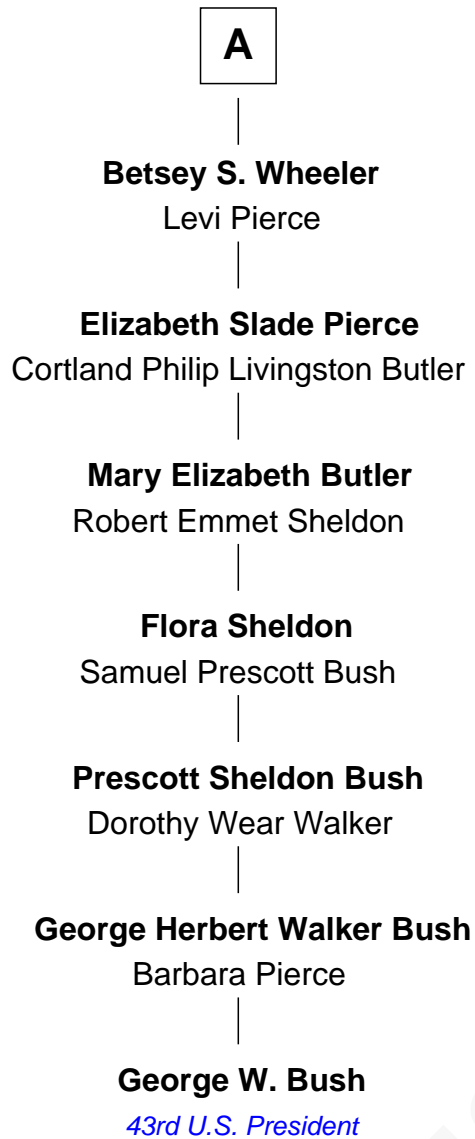 A
Betsey S. Wheeler
Levi Pierce
Elizabeth Slade Pierce
Cortland Philip Livingston Butler
Mary Elizabeth Butler
Robert Emmet Sheldon
Flora Sheldon
Samuel Prescott Bush
Prescott Sheldon Bush
Dorothy Wear Walker
George Herbert Walker Bush
Barbara Pierce
George W. Bush
43rd U.S. President